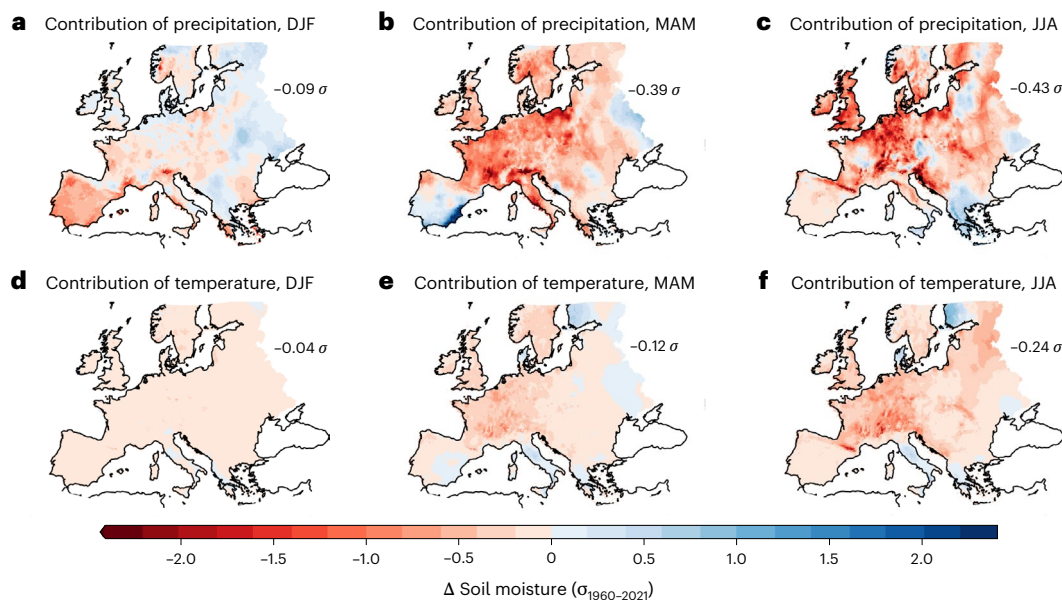 a Contribution of precipitation, DJF
−0.09 σ
b Contribution of precipitation, MAM
−0.39 σ
c Contribution of precipitation, JJA
−0.43 σ
d Contribution of temperature, DJF
−0.04 σ
e Contribution of temperature, MAM
−0.12 σ
f Contribution of temperature, JJA
−0.24 σ
−2.0 −1.5 −1.0 −0.5 0 0.5 1.0 1.5 2.0
Δ Soil moisture (σ1960–2021)